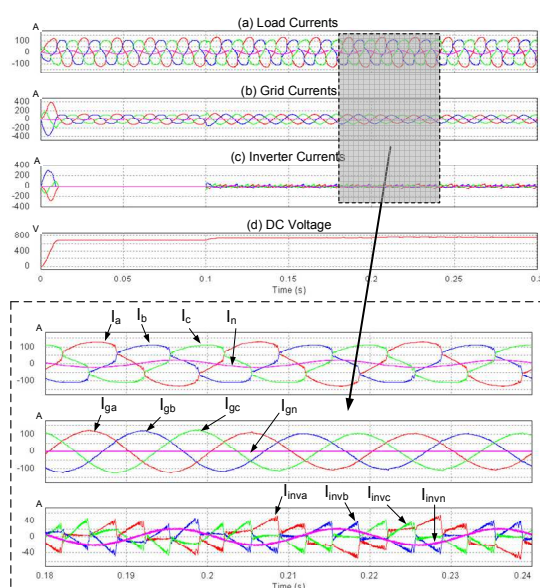 (a) Load Currents
A
100
0
-100
(b) Grid Currents
A
400
200
0
-200
-400
(c) Inverter Currents
A
400
200
0
-200
400
(d) DC Voltage
V
800
400
0
0 0.05 0.1 0.15 0.2 0.25 0.3
Time (s)
A
Ia Ib Ic In
100
0
-100
A
Iga Igb Igc Ign
100
0
-100
A
Iinva Iinvb Iinvc Iinvn
40
0
-40
0.18 0.19 0.2 0.21 0.22 0.23 0.24
Time (s)